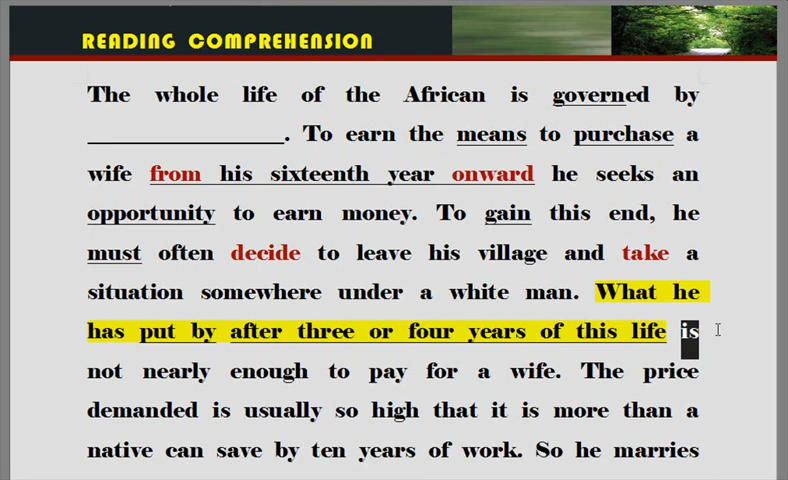 READING COMPREHENSION
The whole life of the African is governed by
____________________. To earn the means to purchase a
wife from his sixteenth year onward he seeks an
opportunity to earn money. To gain this end, he
must often decide to leave his village and take a
situation somewhere under a white man. What he
has put by after three or four years of this life is
not nearly enough to pay for a wife. The price
demanded is usually so high that it is more than a
native can save by ten years of work. So he marries